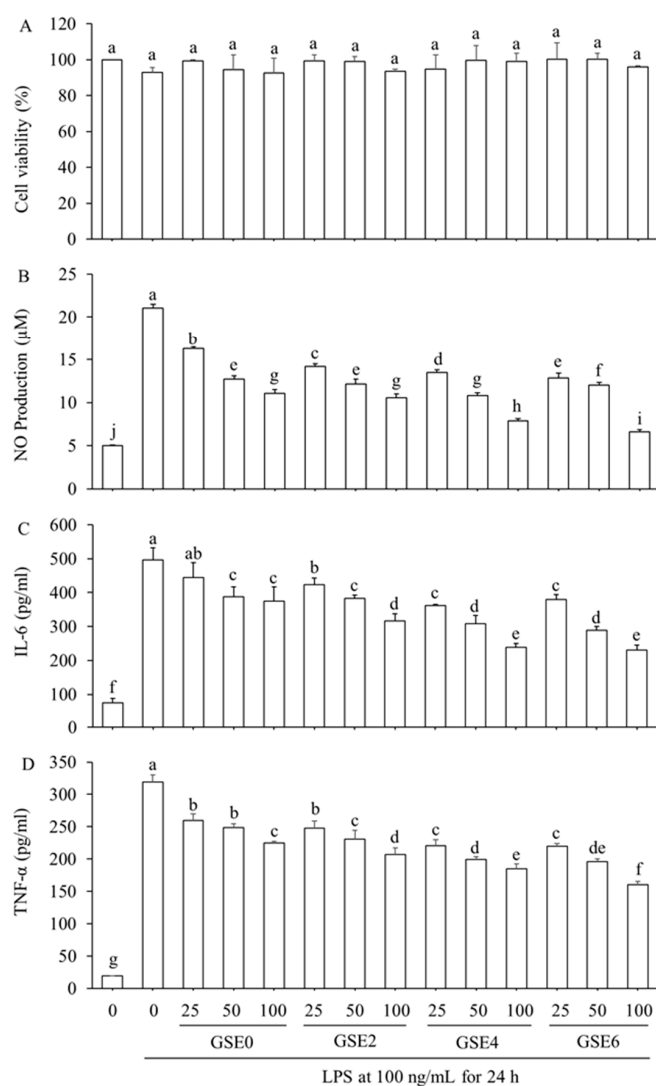 A
Cell viability (%)
120
100
80
60
40
20
0
a a a a a a a a a a a a a a
B
NO Production (µM)
25
20
15
10
5
0
j a b e g c e g d g h e f i
C
IL-6 (pg/ml)
600
500
400
300
200
100
0
f a ab c c b c d c d e c d e
D
TNF-α (pg/ml)
350
300
250
200
150
100
50
0
g a b b c b c d c d e c de f
0 0 25 50 100 25 50 100 25 50 100 25 50 100
GSE0 GSE2 GSE4 GSE6
LPS at 100 ng/mL for 24 h